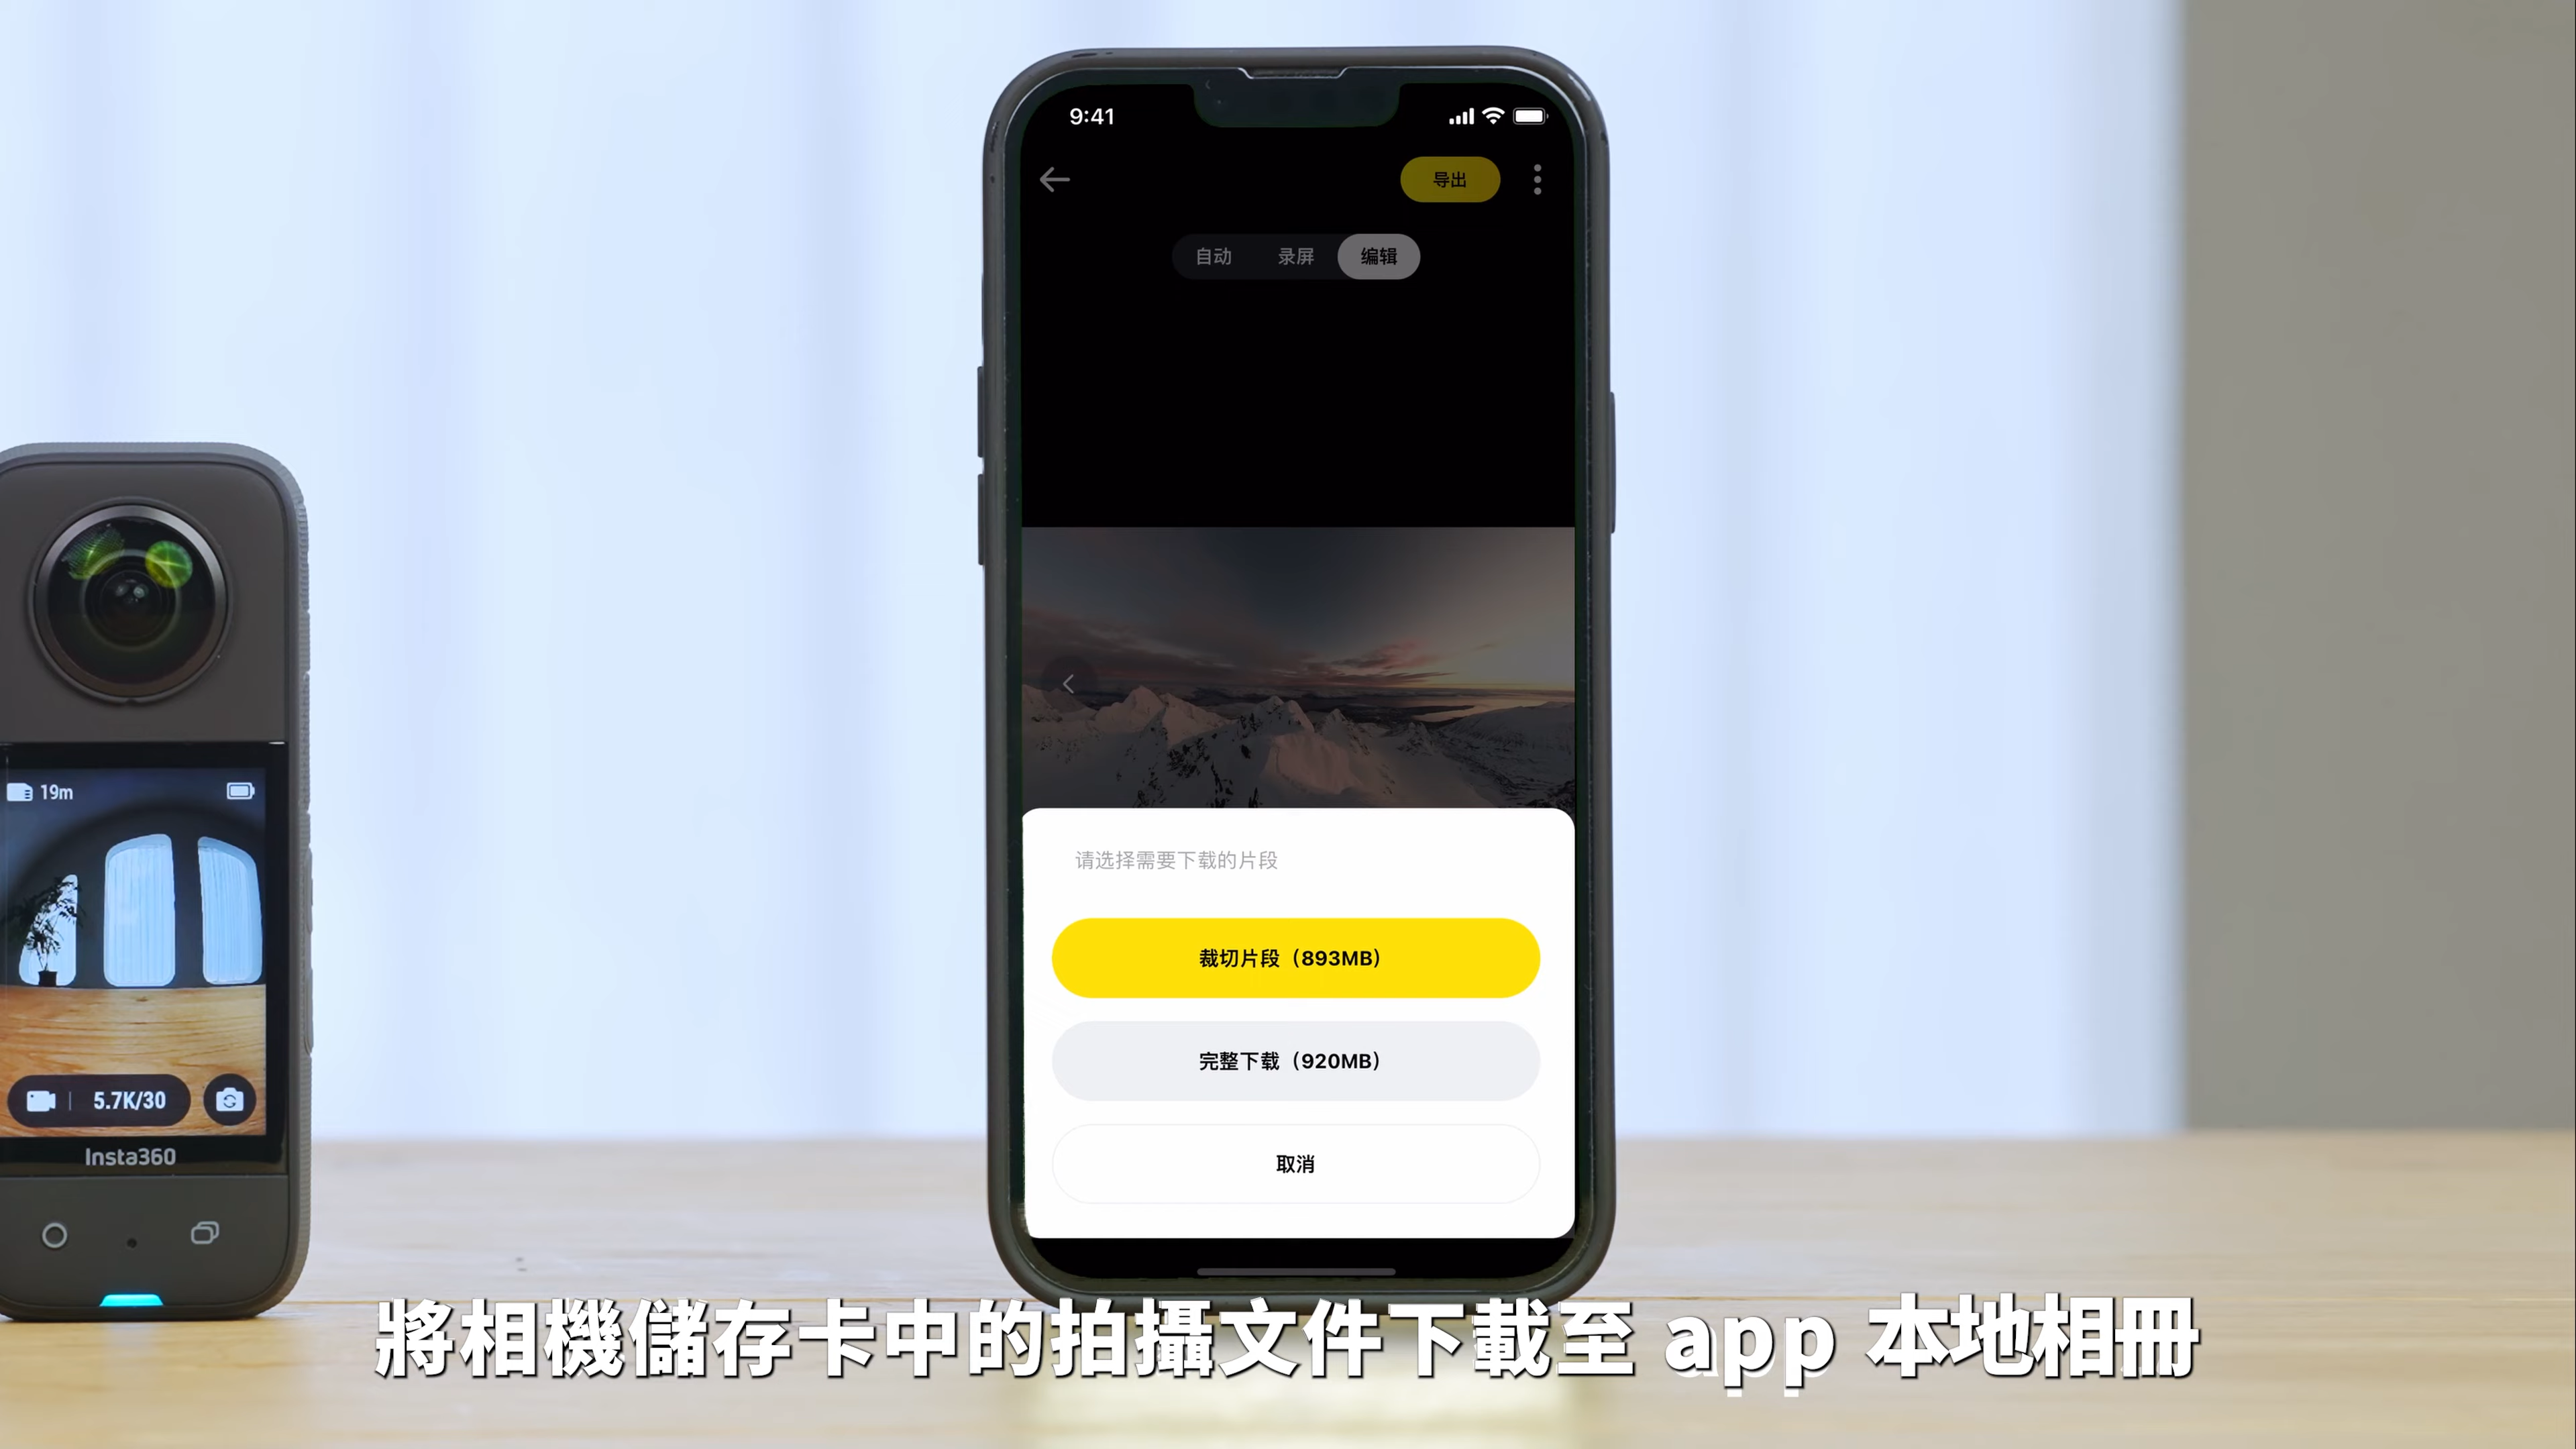 9:41
导出
自动 录屏 编辑
请选择需要下载的片段
裁切片段（893MB）
完整下载（920MB）
取消
19m
5.7K/30
Insta360
將相機儲存卡中的拍攝文件下載至 app 本地相冊